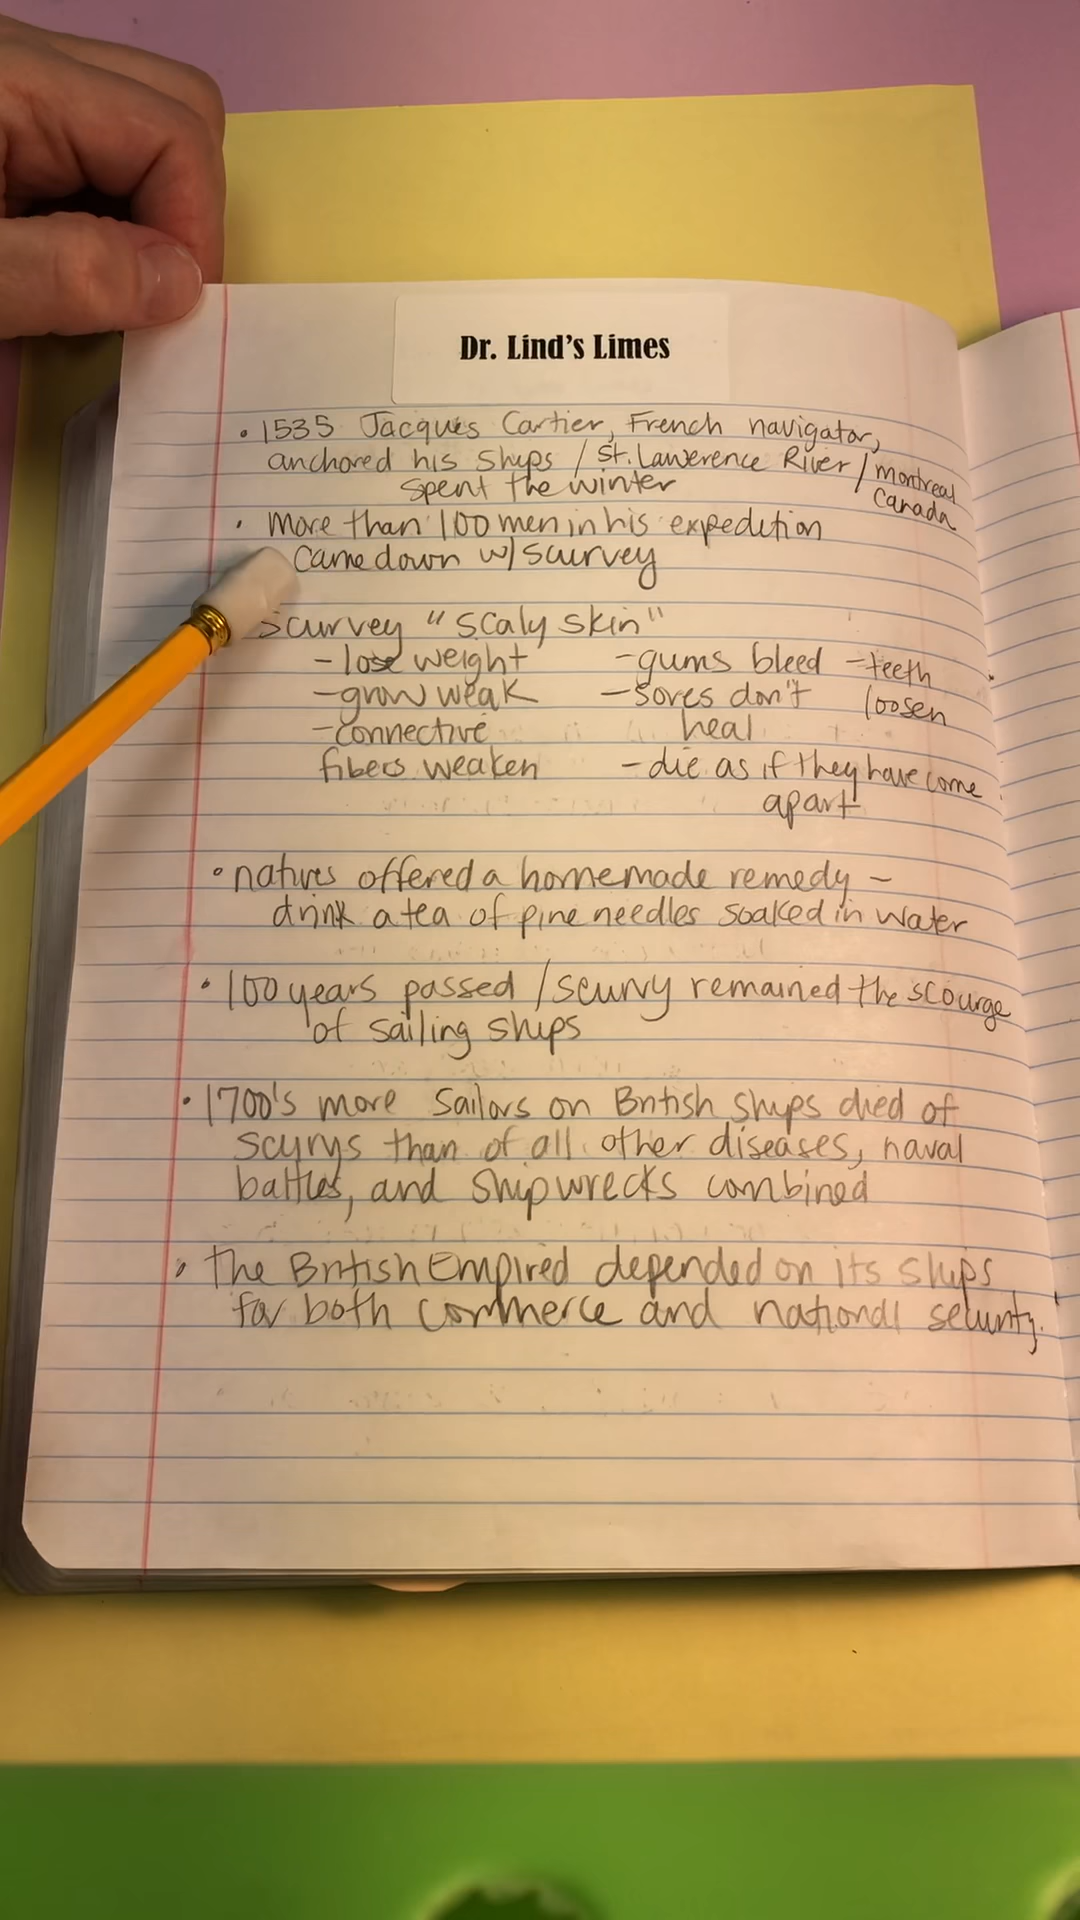 Dr. Lind's Limes
• 1535 Jacques Cartier, French navigator,
anchored his ships / St. Lawerence River / montreal
spent the winter Canada
• more than 100 men in his expedition
came down w/ scurvey
scurvey "scaly skin"
- lose weight - gums bleed - teeth
- grow weak - sores don't loosen
- connective heal
fibers weaken - die as if they have come
apart
• natives offered a homemade remedy -
drink a tea of pine needles soaked in water
• 100 years passed / scurvy remained the scourge
of sailing ships
• 1700's more sailors on British ships died of
scurvys than of all other diseases, naval
battles, and shipwrecks combined
• The British Empired depended on its ships
for both commerce and national security.